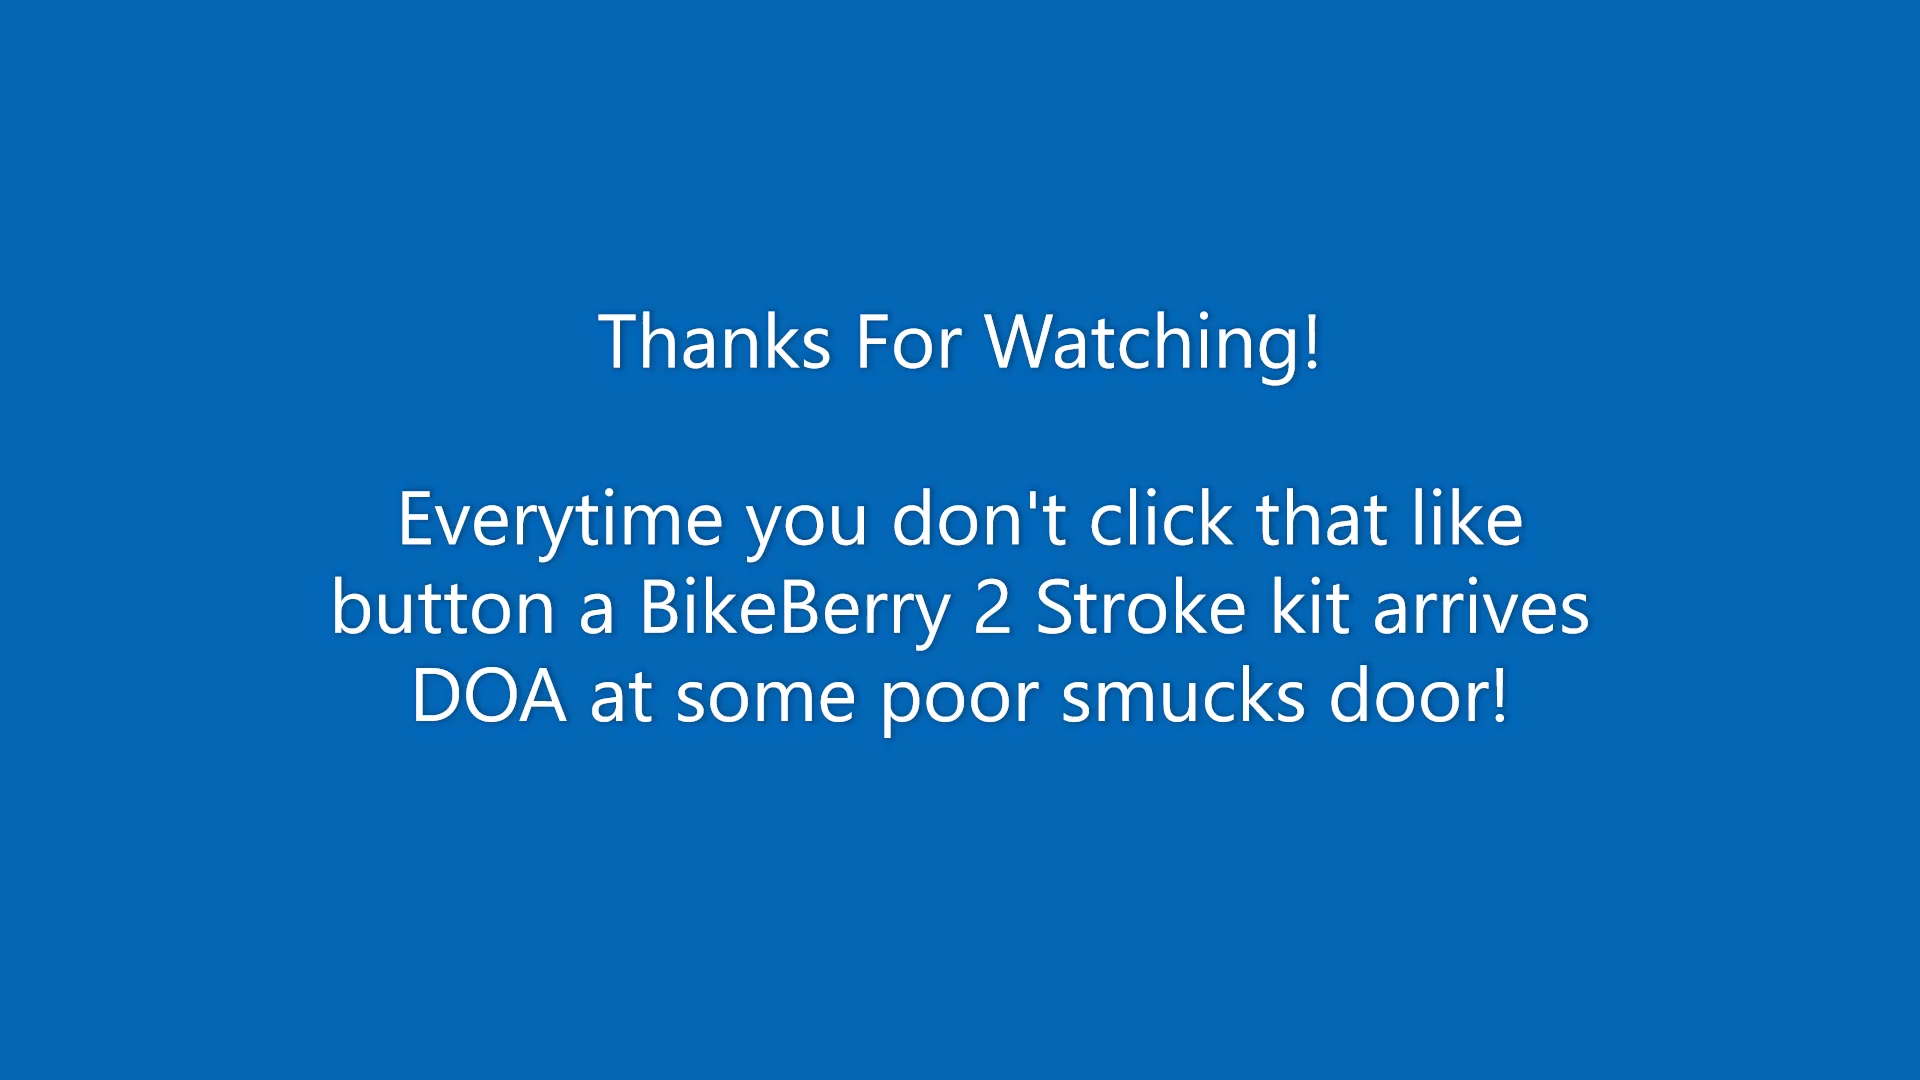 Thanks For Watching!
Everytime you don't click that like
button a BikeBerry 2 Stroke kit arrives
DOA at some poor smucks door!